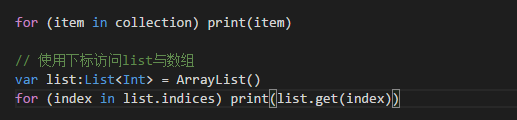 for (item in collection) print(item)
// 使用下标访问list与数组
var list:List<Int> = ArrayList()
for (index in list.indices) print(list.get(index))